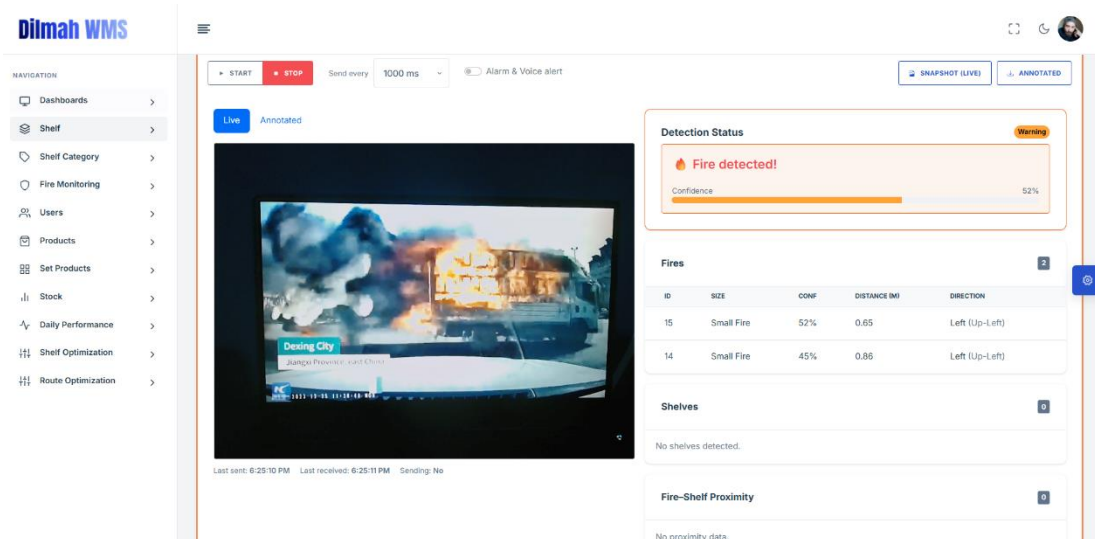 Dilmah WMS
NAVIGATION
Dashboards
Shelf
Shelf Category
Fire Monitoring
Users
Products
Set Products
Stock
Daily Performance
Shelf Optimization
Route Optimization
START
STOP
Send every 1000 ms
Alarm & Voice alert
SNAPSHOT (LIVE)
ANNOTATED
Live Annotated
Dexing City
Jiangxi Province, east China
Last sent: 6:25:10 PM Last received: 6:25:11 PM Sending: No
Detection Status Warning
Fire detected!
Confidence 52%
Fires 2
ID SIZE CONF DISTANCE (M) DIRECTION
15 Small Fire 52% 0.65 Left (Up-Left)
14 Small Fire 45% 0.86 Left (Up-Left)
Shelves 0
No shelves detected.
Fire–Shelf Proximity 0
No proximity data.